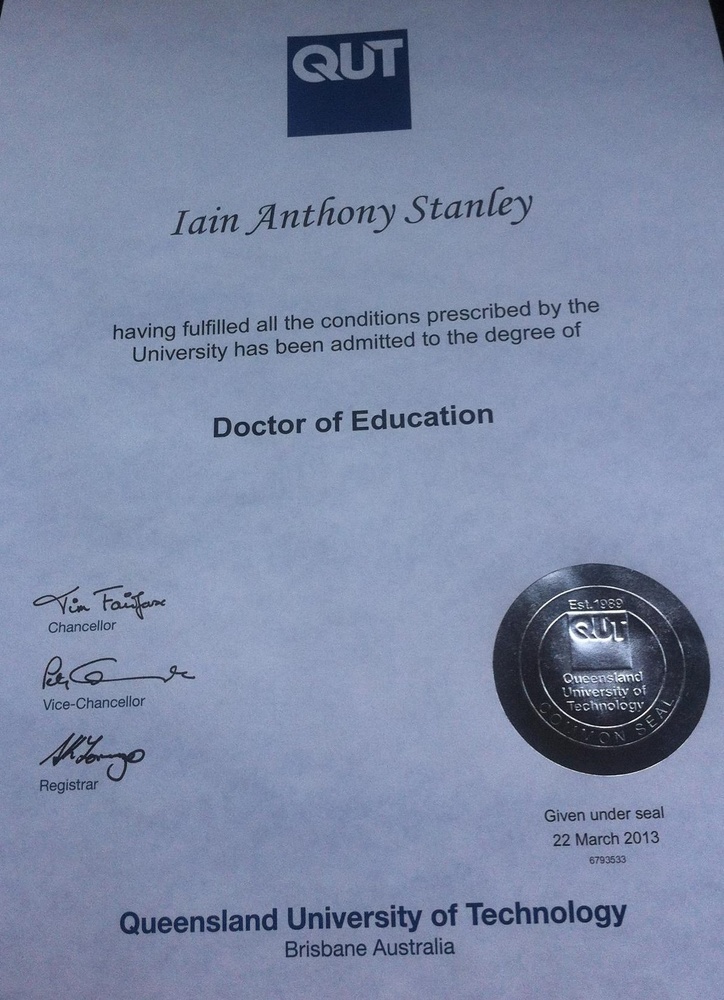 QUT
Iain Anthony Stanley
having fulfilled all the conditions prescribed by the
University has been admitted to the degree of
Doctor of Education
Tim Fairfax
Chancellor
Vice-Chancellor
Registrar
Est. 1989
QUT
Queensland
University of
Technology
COMMON SEAL
Given under seal
22 March 2013
6793533
Queensland University of Technology
Brisbane Australia